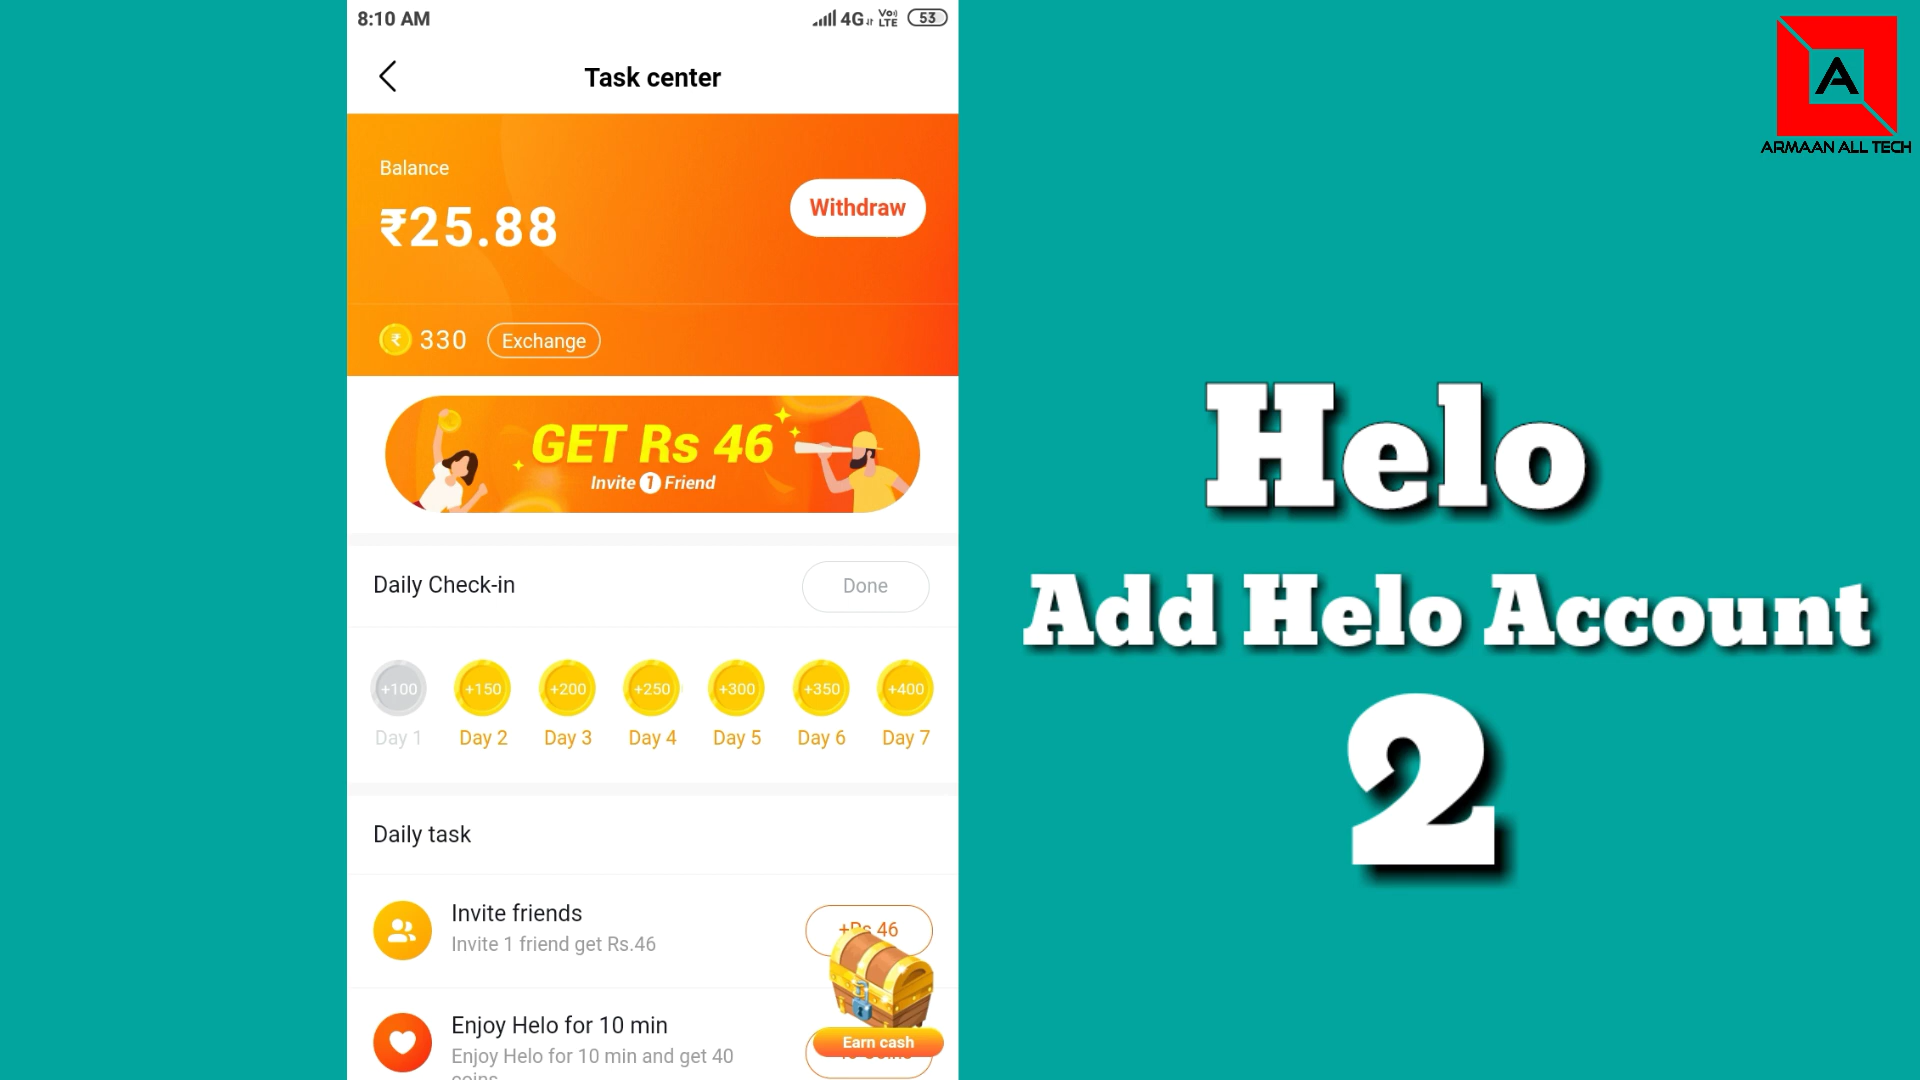 8:10 AM
4G VoLTE 53
Task center
Balance
₹25.88
Withdraw
₹ 330 Exchange
GET Rs 46
Invite 1 Friend
Daily Check-in
Done
+100 +150 +200 +250 +300 +350 +400
Day 1 Day 2 Day 3 Day 4 Day 5 Day 6 Day 7
Daily task
Invite friends
+Rs 46
Invite 1 friend get Rs.46
Enjoy Helo for 10 min
Earn cash
Enjoy Helo for 10 min and get 40
coins
A
ARMAAN ALL TECH
Helo
Add Helo Account
2